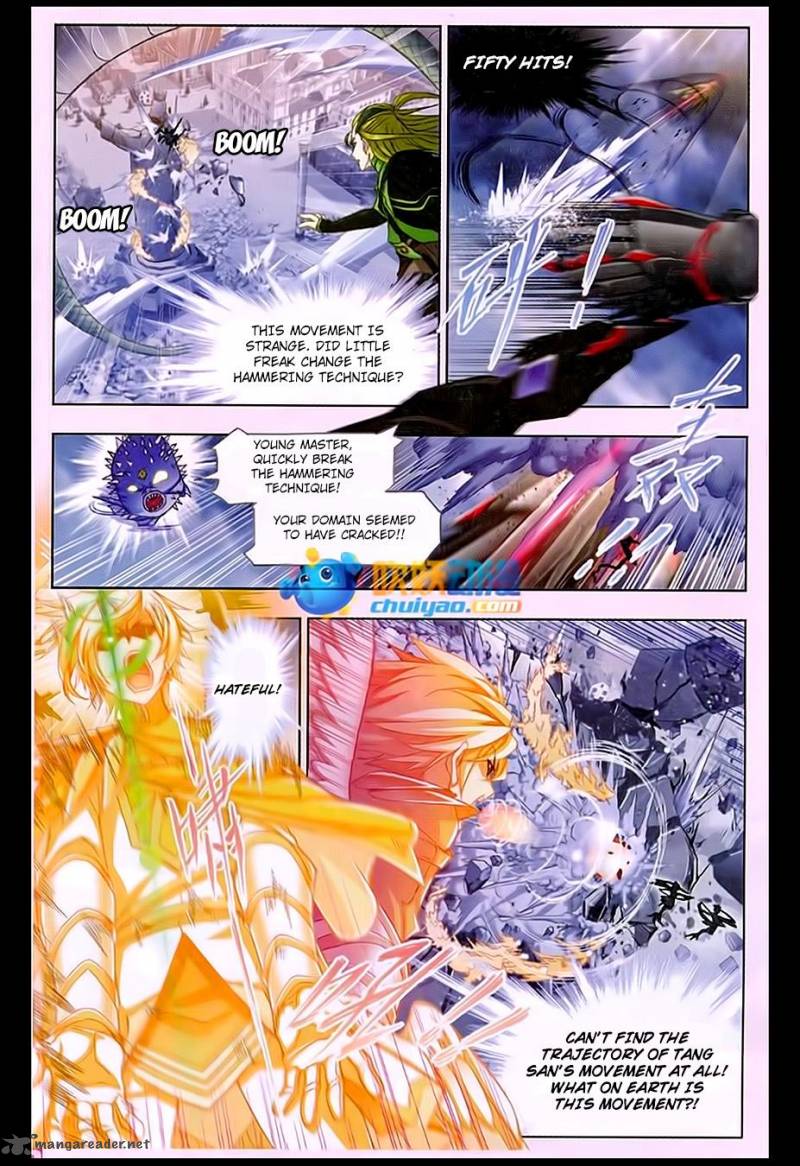 FIFTY HITS!
BOOM!
BOOM!
砰!
THIS MOVEMENT IS
STRANGE. DID LITTLE
FREAK CHANGE THE
HAMMERING TECHNIQUE?
YOUNG MASTER,
QUICKLY BREAK
THE HAMMERING
TECHNIQUE!
YOUR DOMAIN SEEMED
TO HAVE CRACKED!!
轰!!
chuiyao.com
HATEFUL!
CAN'T FIND THE
TRAJECTORY OF TANG
SAN'S MOVEMENT AT ALL!
WHAT ON EARTH IS
THIS MOVEMENT?!
mangareader.net